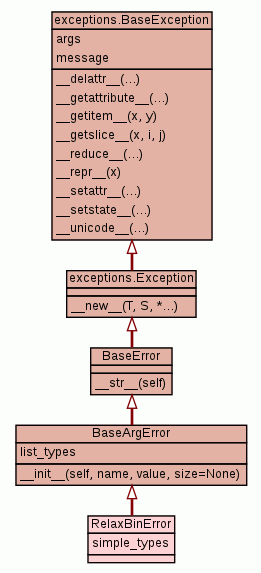 exceptions.BaseException
args
message
__delattr__(...)
__getattribute__(...)
__getitem__(x, y)
__getslice__(x, i, j)
__reduce__(...)
__repr__(x)
__setattr__(...)
__setstate__(...)
__unicode__(...)
exceptions.Exception
__new__(T, S, *...)
BaseError
__str__(self)
BaseArgError
list_types
__init__(self, name, value, size=None)
RelaxBinError
simple_types